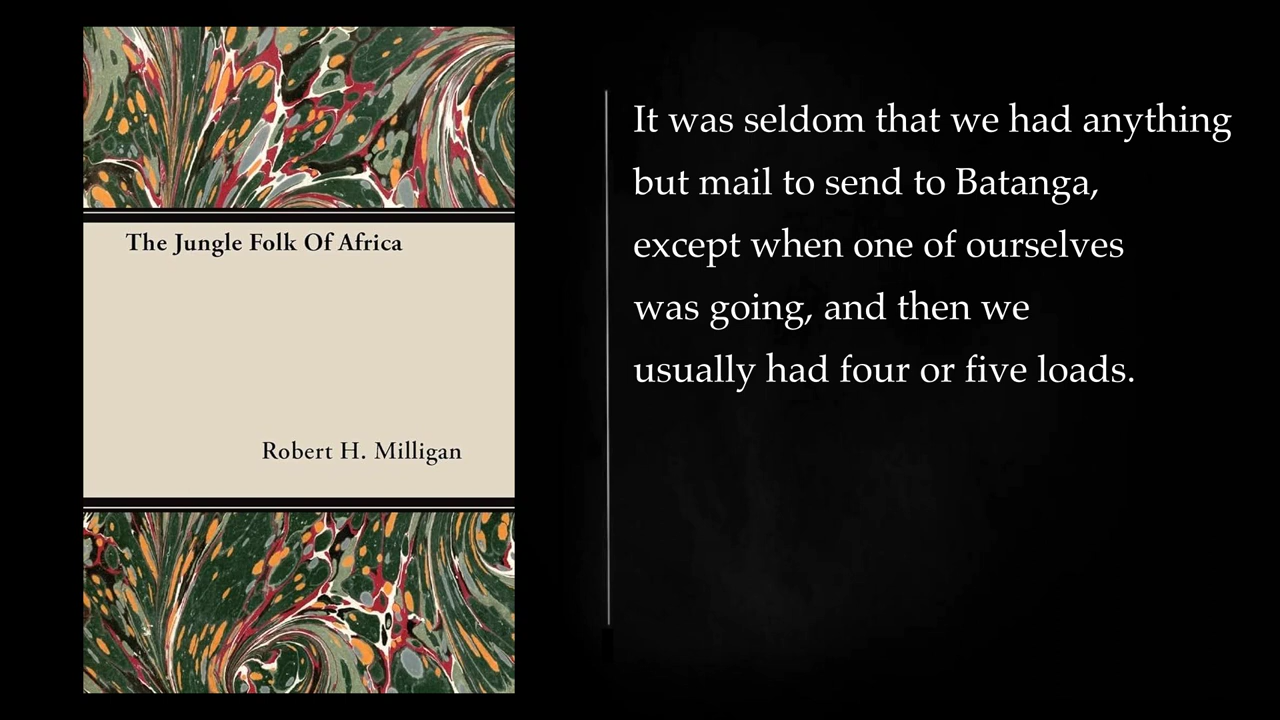 The Jungle Folk Of Africa
Robert H. Milligan
It was seldom that we had anything
but mail to send to Batanga,
except when one of ourselves
was going, and then we
usually had four or five loads.